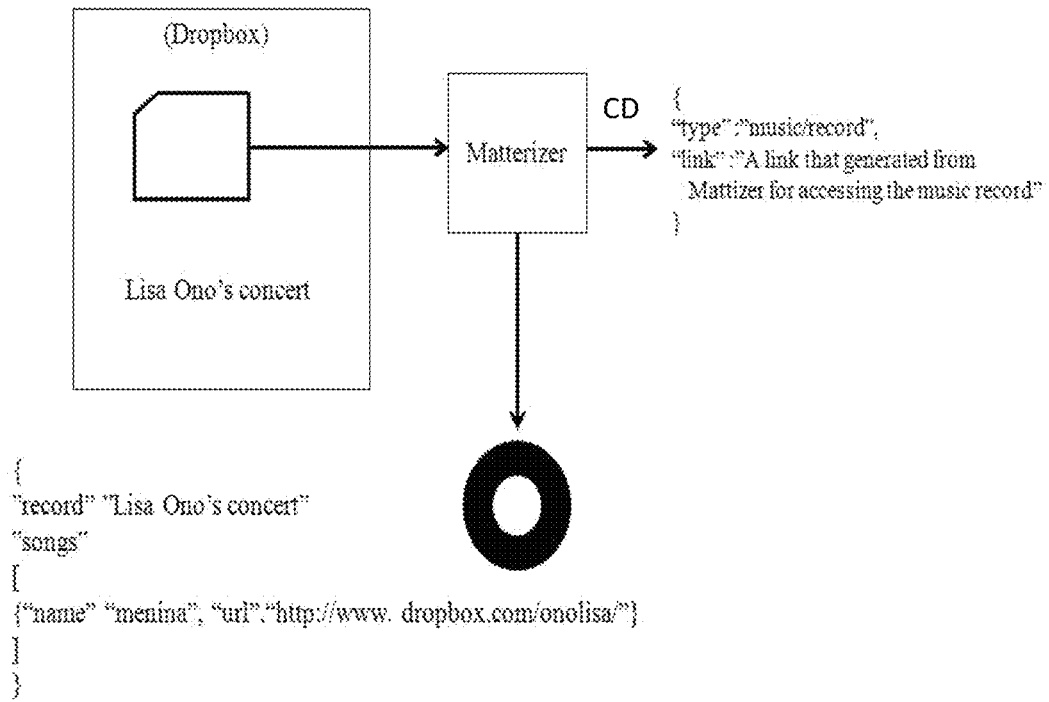 (Dropbox)
Lisa Ono's concert
Matterizer
CD
{
"type":"music/record",
"link":"A link that generated from
Mattizer for accessing the music record"
}
{
"record" "Lisa Ono's concert"
"songs"
[
{"name" "menina", "url"."http://www. dropbox.com/onolisa/"}
]
}